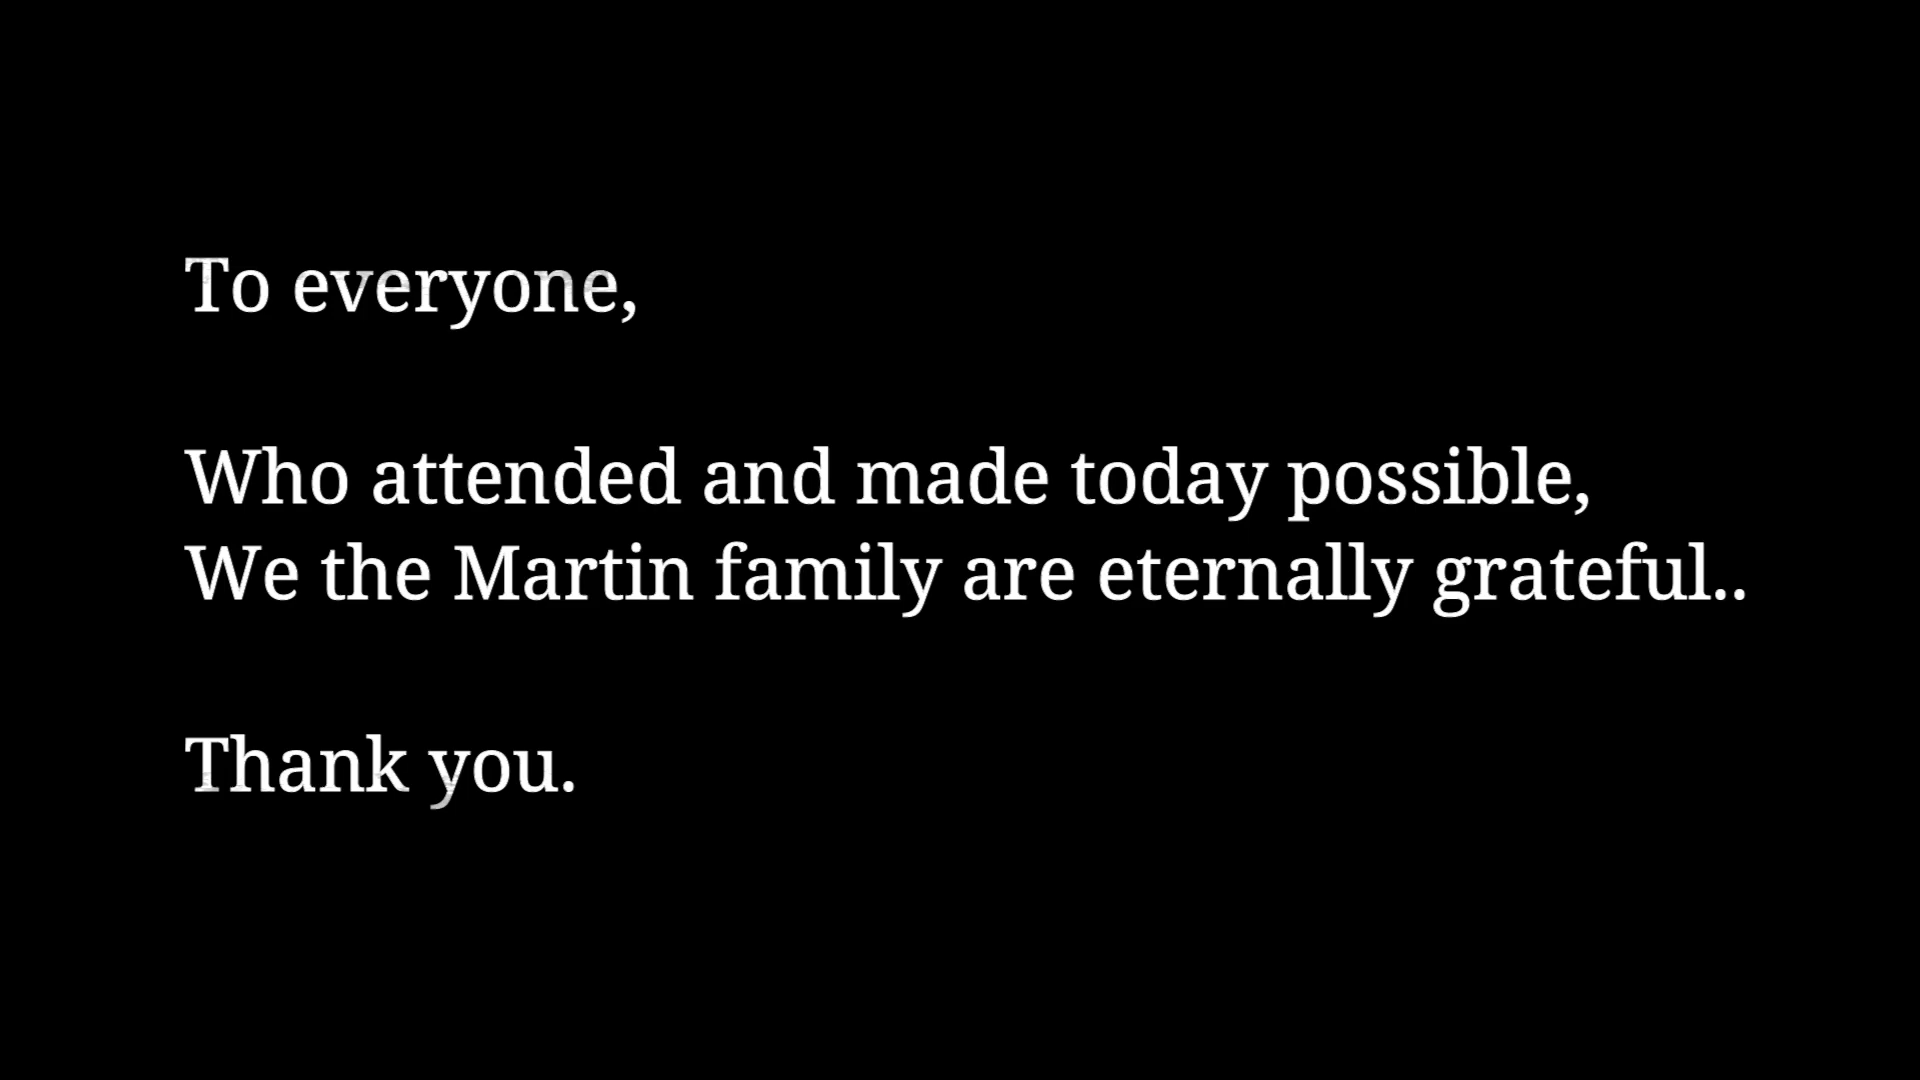 To everyone,
Who attended and made today possible,
We the Martin family are eternally grateful..
Thank you.